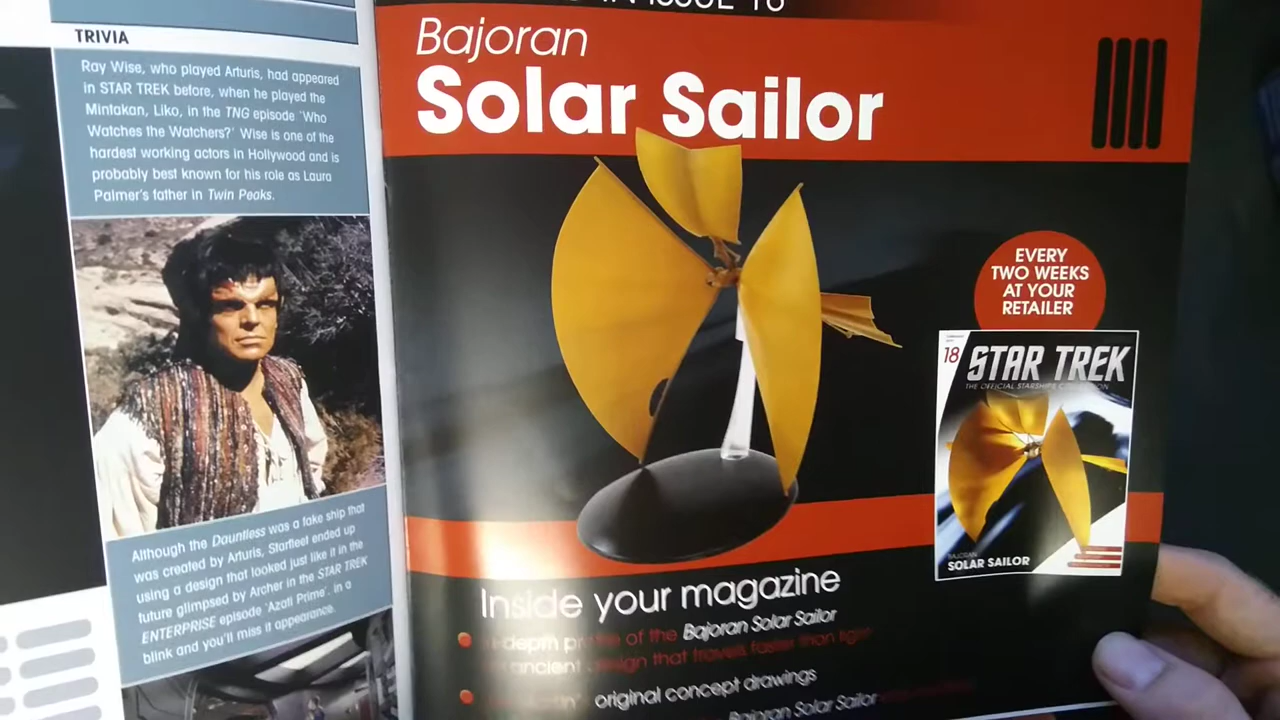 TRIVIA
Ray Wise, who played Arturis, had appeared
in STAR TREK before, when he played the
Mintakan, Liko, in the TNG episode 'Who
Watches the Watchers?' Wise is one of the
hardest working actors in Hollywood and is
probably best known for his role as Laura
Palmer's father in Twin Peaks.
Although the Dauntless was a fake ship that
was created by Arturis, Starfleet ended up
using a design that looked just like it in the
future glimpsed by Archer in the STAR TREK
ENTERPRISE episode 'Azati Prime', in a
blink and you'll miss it appearance.
IN ISSUE 18
Bajoran
Solar Sailor
EVERY
TWO WEEKS
AT YOUR
RETAILER
18
STAR TREK
THE OFFICIAL STARSHIPS COLLECTION
BAJORAN
SOLAR SAILOR
Inside your magazine
In-depth profile of the Bajoran Solar Sailor
ancient design that travels faster than light
original concept drawings
Bajoran Solar Sailor